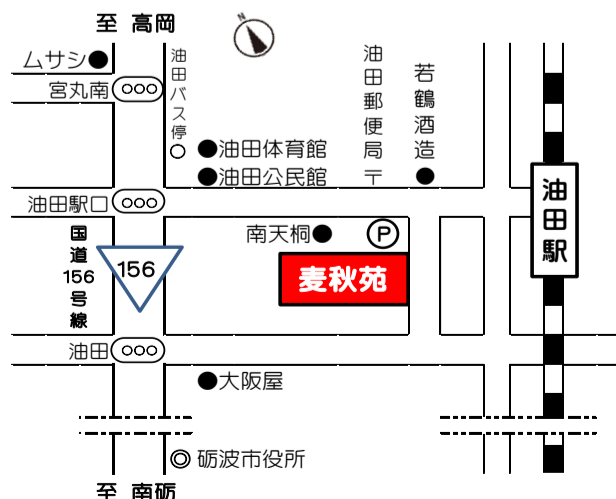 至 高岡
N
ムサシ
宮丸南
油田バス停
油田郵便局
〒
若鶴酒造
油田体育館
油田公民館
油田駅口
油田駅
国道156号線
156
南天桐
P
麦秋苑
油田
大阪屋
砺波市役所
至 南砺